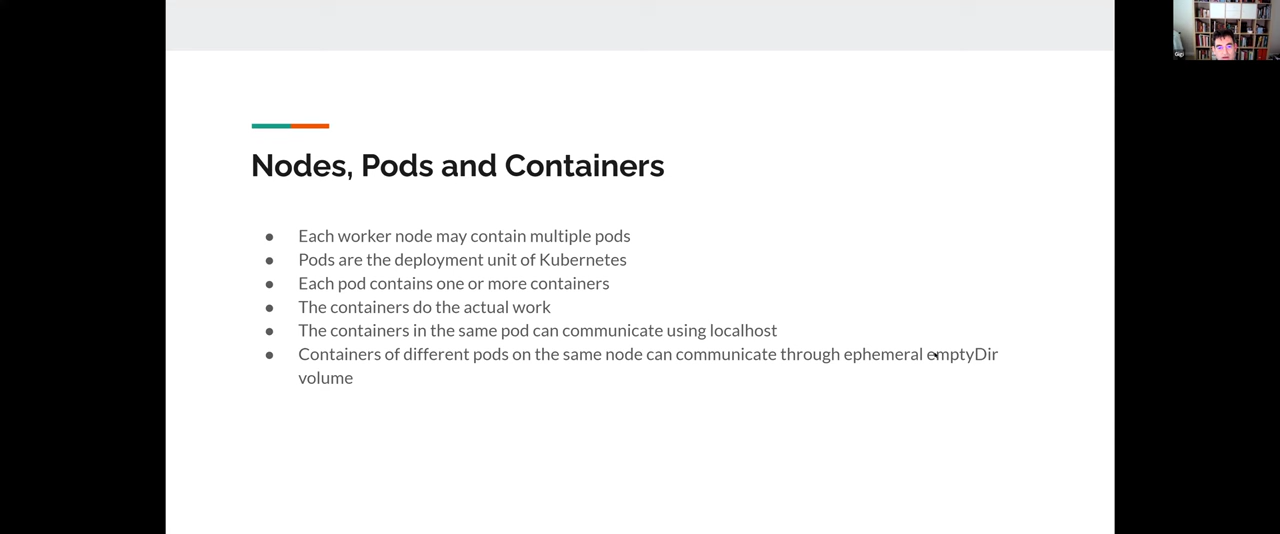 Nodes, Pods and Containers
● Each worker node may contain multiple pods
● Pods are the deployment unit of Kubernetes
● Each pod contains one or more containers
● The containers do the actual work
● The containers in the same pod can communicate using localhost
● Containers of different pods on the same node can communicate through ephemeral emptyDir
volume
Gigi